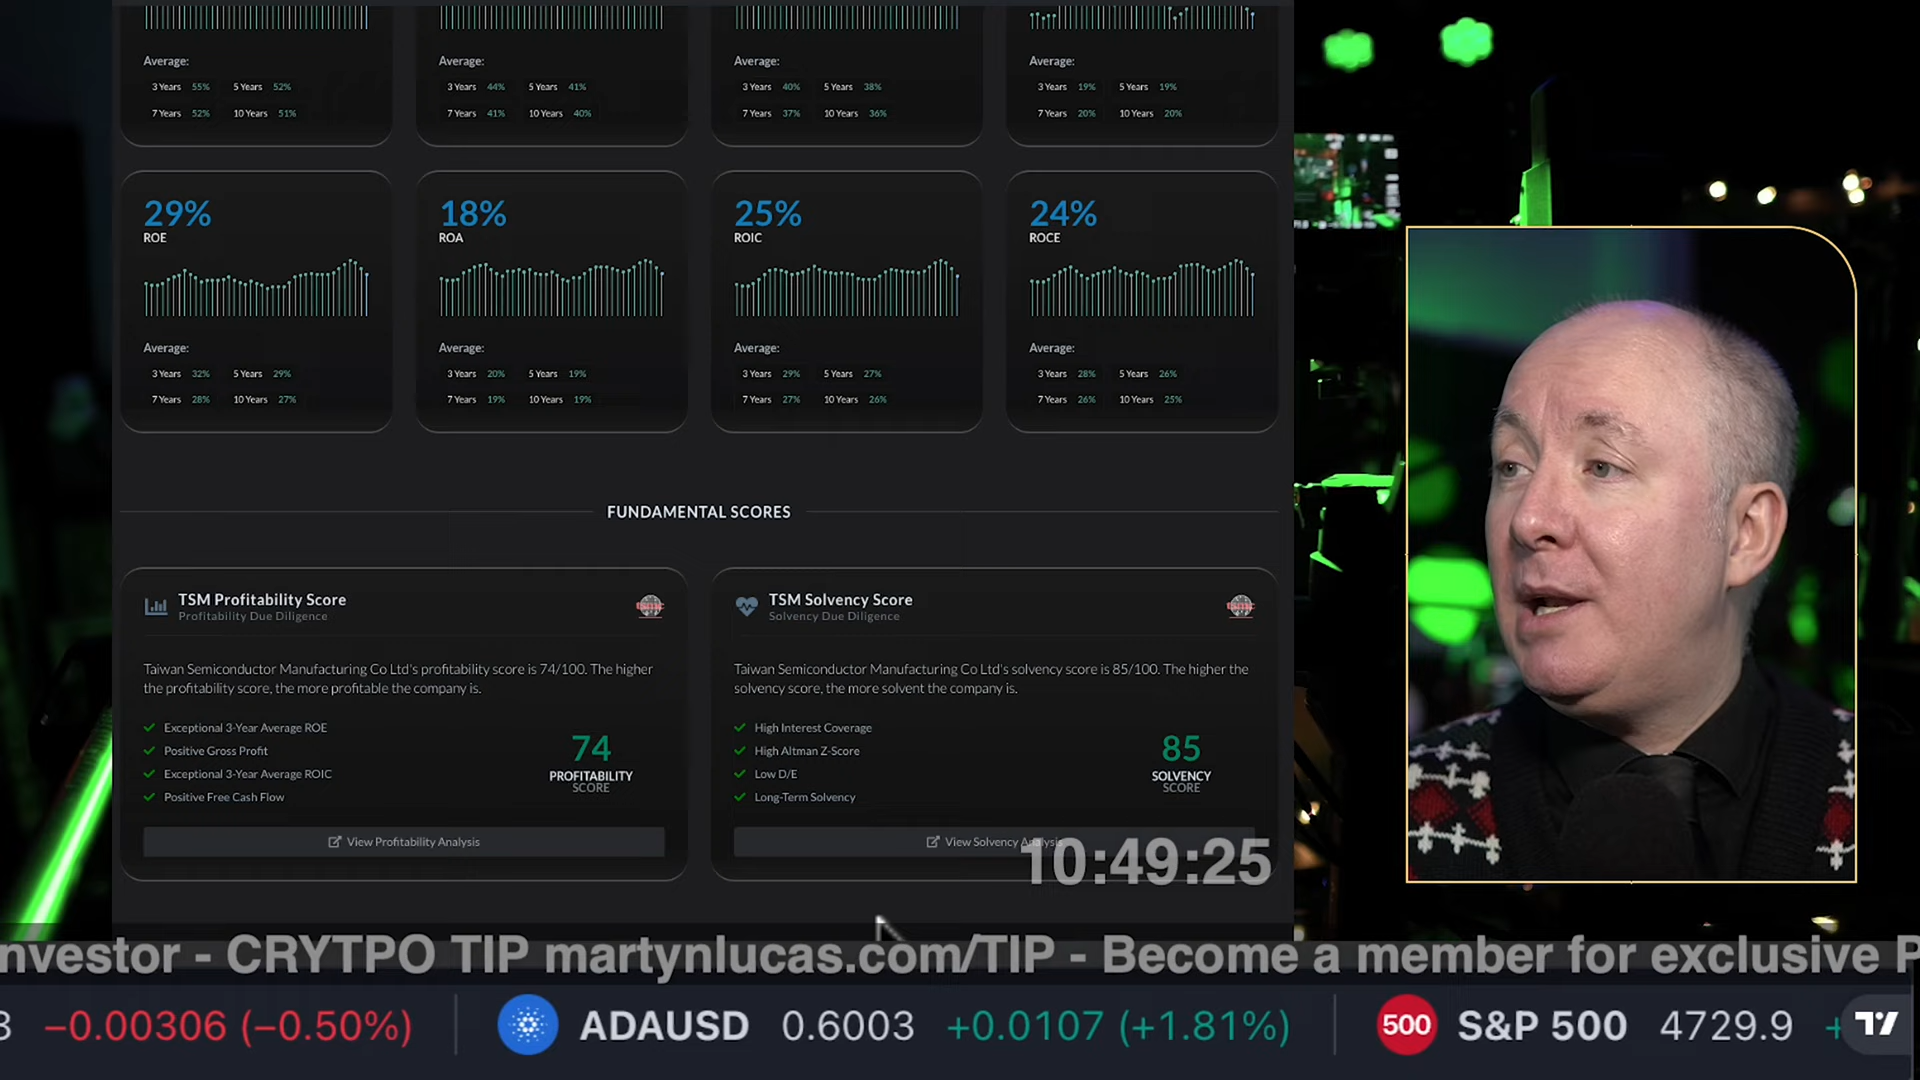 Average:
3 Years 55% 5 Years 52%
7 Years 52% 10 Years 51%
Average:
3 Years 44% 5 Years 41%
7 Years 41% 10 Years 40%
Average:
3 Years 40% 5 Years 38%
7 Years 37% 10 Years 36%
Average:
3 Years 19% 5 Years 19%
7 Years 20% 10 Years 20%
29%
ROE
Average:
3 Years 32% 5 Years 29%
7 Years 28% 10 Years 27%
18%
ROA
Average:
3 Years 20% 5 Years 19%
7 Years 19% 10 Years 19%
25%
ROIC
Average:
3 Years 29% 5 Years 27%
7 Years 27% 10 Years 26%
24%
ROCE
Average:
3 Years 28% 5 Years 26%
7 Years 26% 10 Years 25%
FUNDAMENTAL SCORES
TSM Profitability Score
Profitability Due Diligence
Taiwan Semiconductor Manufacturing Co Ltd's profitability score is 74/100. The higher
the profitability score, the more profitable the company is.
Exceptional 3-Year Average ROE
Positive Gross Profit
Exceptional 3-Year Average ROIC
Positive Free Cash Flow
74
PROFITABILITY
SCORE
View Profitability Analysis
TSM Solvency Score
Solvency Due Diligence
Taiwan Semiconductor Manufacturing Co Ltd's solvency score is 85/100. The higher the
solvency score, the more solvent the company is.
High Interest Coverage
High Altman Z-Score
Low D/E
Long-Term Solvency
85
SOLVENCY
SCORE
View Solvency Analysis
10:49:25
nvestor - CRYTPO TIP martynlucas.com/TIP - Become a member for exclusive P
3 −0.00306 (−0.50%) ADAUSD 0.6003 +0.0107 (+1.81%) 500 S&P 500 4729.9 +